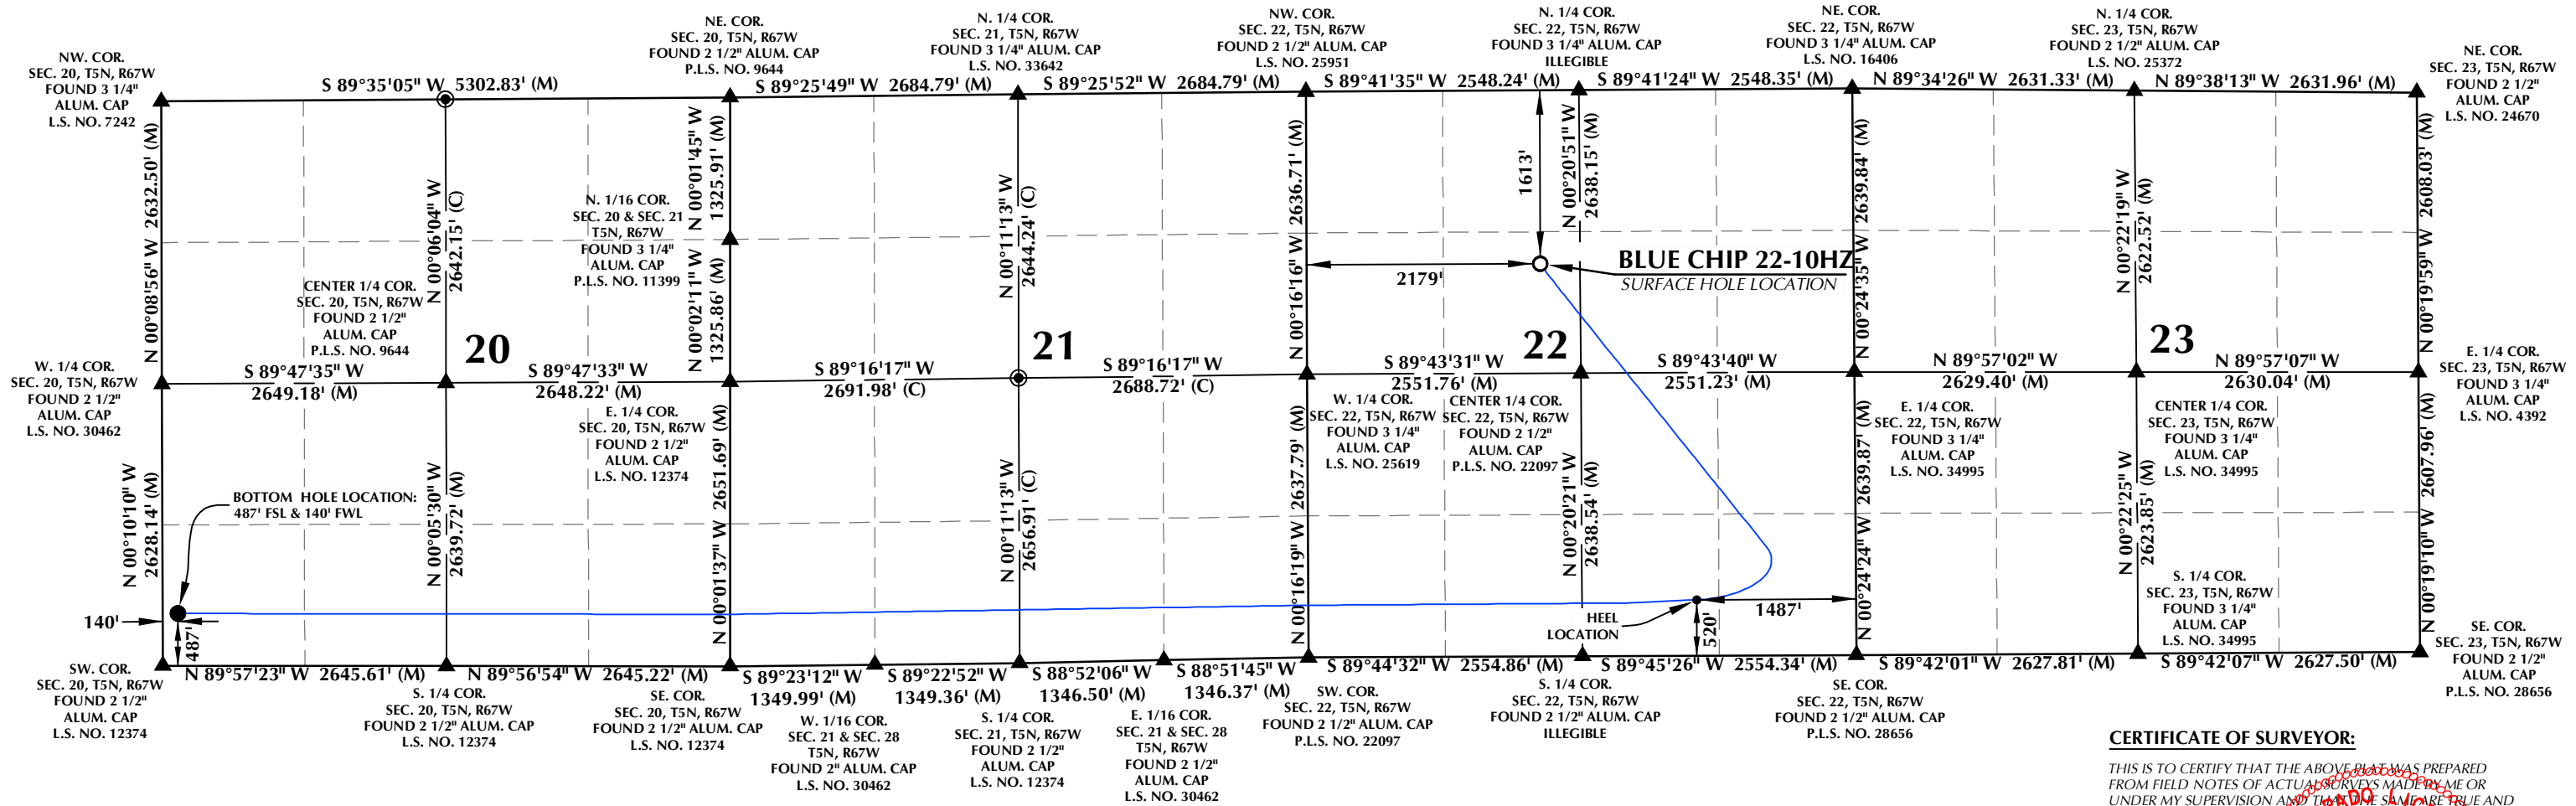 NW. COR.
SEC. 20, T5N, R67W
FOUND 3 1/4"
ALUM. CAP
L.S. NO. 7242
S 89°35'05" W 5302.83' (M)
NE. COR.
SEC. 20, T5N, R67W
FOUND 2 1/2" ALUM. CAP
P.L.S. NO. 9644
S 89°25'49" W 2684.79' (M)
N. 1/4 COR.
SEC. 21, T5N, R67W
FOUND 3 1/4" ALUM. CAP
L.S. NO. 33642
S 89°25'52" W 2684.79' (M)
NW. COR.
SEC. 22, T5N, R67W
FOUND 2 1/2" ALUM. CAP
L.S. NO. 25951
S 89°41'35" W 2548.24' (M)
N. 1/4 COR.
SEC. 22, T5N, R67W
FOUND 3 1/4" ALUM. CAP
ILLEGIBLE
S 89°41'24" W 2548.35' (M)
NE. COR.
SEC. 22, T5N, R67W
FOUND 3 1/4" ALUM. CAP
L.S. NO. 16406
N 89°34'26" W 2631.33' (M)
N. 1/4 COR.
SEC. 23, T5N, R67W
FOUND 2 1/2" ALUM. CAP
L.S. NO. 25372
N 89°38'13" W 2631.96' (M)
NE. COR.
SEC. 23, T5N, R67W
FOUND 2 1/2"
ALUM. CAP
L.S. NO. 24670
N 00°08'56" W 2632.50' (M)
N 00°06'04" W
2642.15' (C)
N 00°01'45" W
1325.91' (M)
N. 1/16 COR.
SEC. 20 & SEC. 21
T5N, R67W
FOUND 3 1/4"
ALUM. CAP
P.L.S. NO. 11399
N 00°02'11" W
1325.86' (M)
N 00°11'13" W
2644.24' (C)
N 00°16'16" W 2636.71' (M)
1613'
N 00°20'51" W
2638.15' (M)
N 00°24'35" W 2639.84' (M)
N 00°22'19" W
2622.52' (M)
N 00°19'59" W 2608.03' (M)
2179'
BLUE CHIP 22-10HZ
SURFACE HOLE LOCATION
CENTER 1/4 COR.
SEC. 20, T5N, R67W
FOUND 2 1/2"
ALUM. CAP
P.L.S. NO. 9644
20
21
22
23
W. 1/4 COR.
SEC. 20, T5N, R67W
FOUND 2 1/2"
ALUM. CAP
L.S. NO. 30462
S 89°47'35" W
2649.18' (M)
S 89°47'33" W
2648.22' (M)
S 89°16'17" W
2691.98' (C)
S 89°16'17" W
2688.72' (C)
S 89°43'31" W
2551.76' (M)
S 89°43'40" W
2551.23' (M)
N 89°57'02" W
2629.40' (M)
N 89°57'07" W
2630.04' (M)
E. 1/4 COR.
SEC. 23, T5N, R67W
FOUND 3 1/4"
ALUM. CAP
L.S. NO. 4392
E. 1/4 COR.
SEC. 20, T5N, R67W
FOUND 2 1/2"
ALUM. CAP
L.S. NO. 12374
W. 1/4 COR.
SEC. 22, T5N, R67W
FOUND 3 1/4"
ALUM. CAP
L.S. NO. 25619
CENTER 1/4 COR.
SEC. 22, T5N, R67W
FOUND 2 1/2"
ALUM. CAP
P.L.S. NO. 22097
E. 1/4 COR.
SEC. 22, T5N, R67W
FOUND 3 1/4"
ALUM. CAP
L.S. NO. 34995
CENTER 1/4 COR.
SEC. 23, T5N, R67W
FOUND 3 1/4"
ALUM. CAP
L.S. NO. 34995
N 00°10'10" W
2628.14' (M)
BOTTOM HOLE LOCATION:
487' FSL & 140' FWL
N 00°05'30" W
2639.72' (M)
N 00°01'37" W 2651.69' (M)
N 00°11'13" W
2656.91' (C)
N 00°16'19" W 2637.79' (M)
N 00°20'21" W
2638.54' (M)
N 00°24'24" W 2639.87' (M)
N 00°22'25" W
2623.85' (M)
N 00°19'10" W 2607.96' (M)
140'
487'
HEEL
LOCATION
520'
1487'
S. 1/4 COR.
SEC. 23, T5N, R67W
FOUND 3 1/4"
ALUM. CAP
L.S. NO. 34995
SW. COR.
SEC. 20, T5N, R67W
FOUND 2 1/2"
ALUM. CAP
L.S. NO. 12374
N 89°57'23" W 2645.61' (M)
S. 1/4 COR.
SEC. 20, T5N, R67W
FOUND 2 1/2" ALUM. CAP
L.S. NO. 12374
N 89°56'54" W 2645.22' (M)
SE. COR.
SEC. 20, T5N, R67W
FOUND 2 1/2" ALUM. CAP
L.S. NO. 12374
S 89°23'12" W
1349.99' (M)
W. 1/16 COR.
SEC. 21 & SEC. 28
T5N, R67W
FOUND 2" ALUM. CAP
L.S. NO. 30462
S 89°22'52" W
1349.36' (M)
S. 1/4 COR.
SEC. 21, T5N, R67W
FOUND 2 1/2"
ALUM. CAP
L.S. NO. 12374
S 88°52'06" W
1346.50' (M)
E. 1/16 COR.
SEC. 21 & SEC. 28
T5N, R67W
FOUND 2 1/2"
ALUM. CAP
L.S. NO. 30462
S 88°51'45" W
1346.37' (M)
SW. COR.
SEC. 22, T5N, R67W
FOUND 2 1/2" ALUM. CAP
P.L.S. NO. 22097
S 89°44'32" W 2554.86' (M)
S. 1/4 COR.
SEC. 22, T5N, R67W
FOUND 2 1/2" ALUM. CAP
ILLEGIBLE
S 89°45'26" W 2554.34' (M)
SE. COR.
SEC. 22, T5N, R67W
FOUND 2 1/2" ALUM. CAP
P.L.S. NO. 28656
S 89°42'01" W 2627.81' (M)
S 89°42'07" W 2627.50' (M)
SE. COR.
SEC. 23, T5N, R67W
FOUND 2 1/2"
ALUM. CAP
P.L.S. NO. 28656
CERTIFICATE OF SURVEYOR:
THIS IS TO CERTIFY THAT THE ABOVE PLAT WAS PREPARED
FROM FIELD NOTES OF ACTUAL SURVEYS MADE BY ME OR
UNDER MY SUPERVISION AND THAT THE SAME ARE TRUE AND